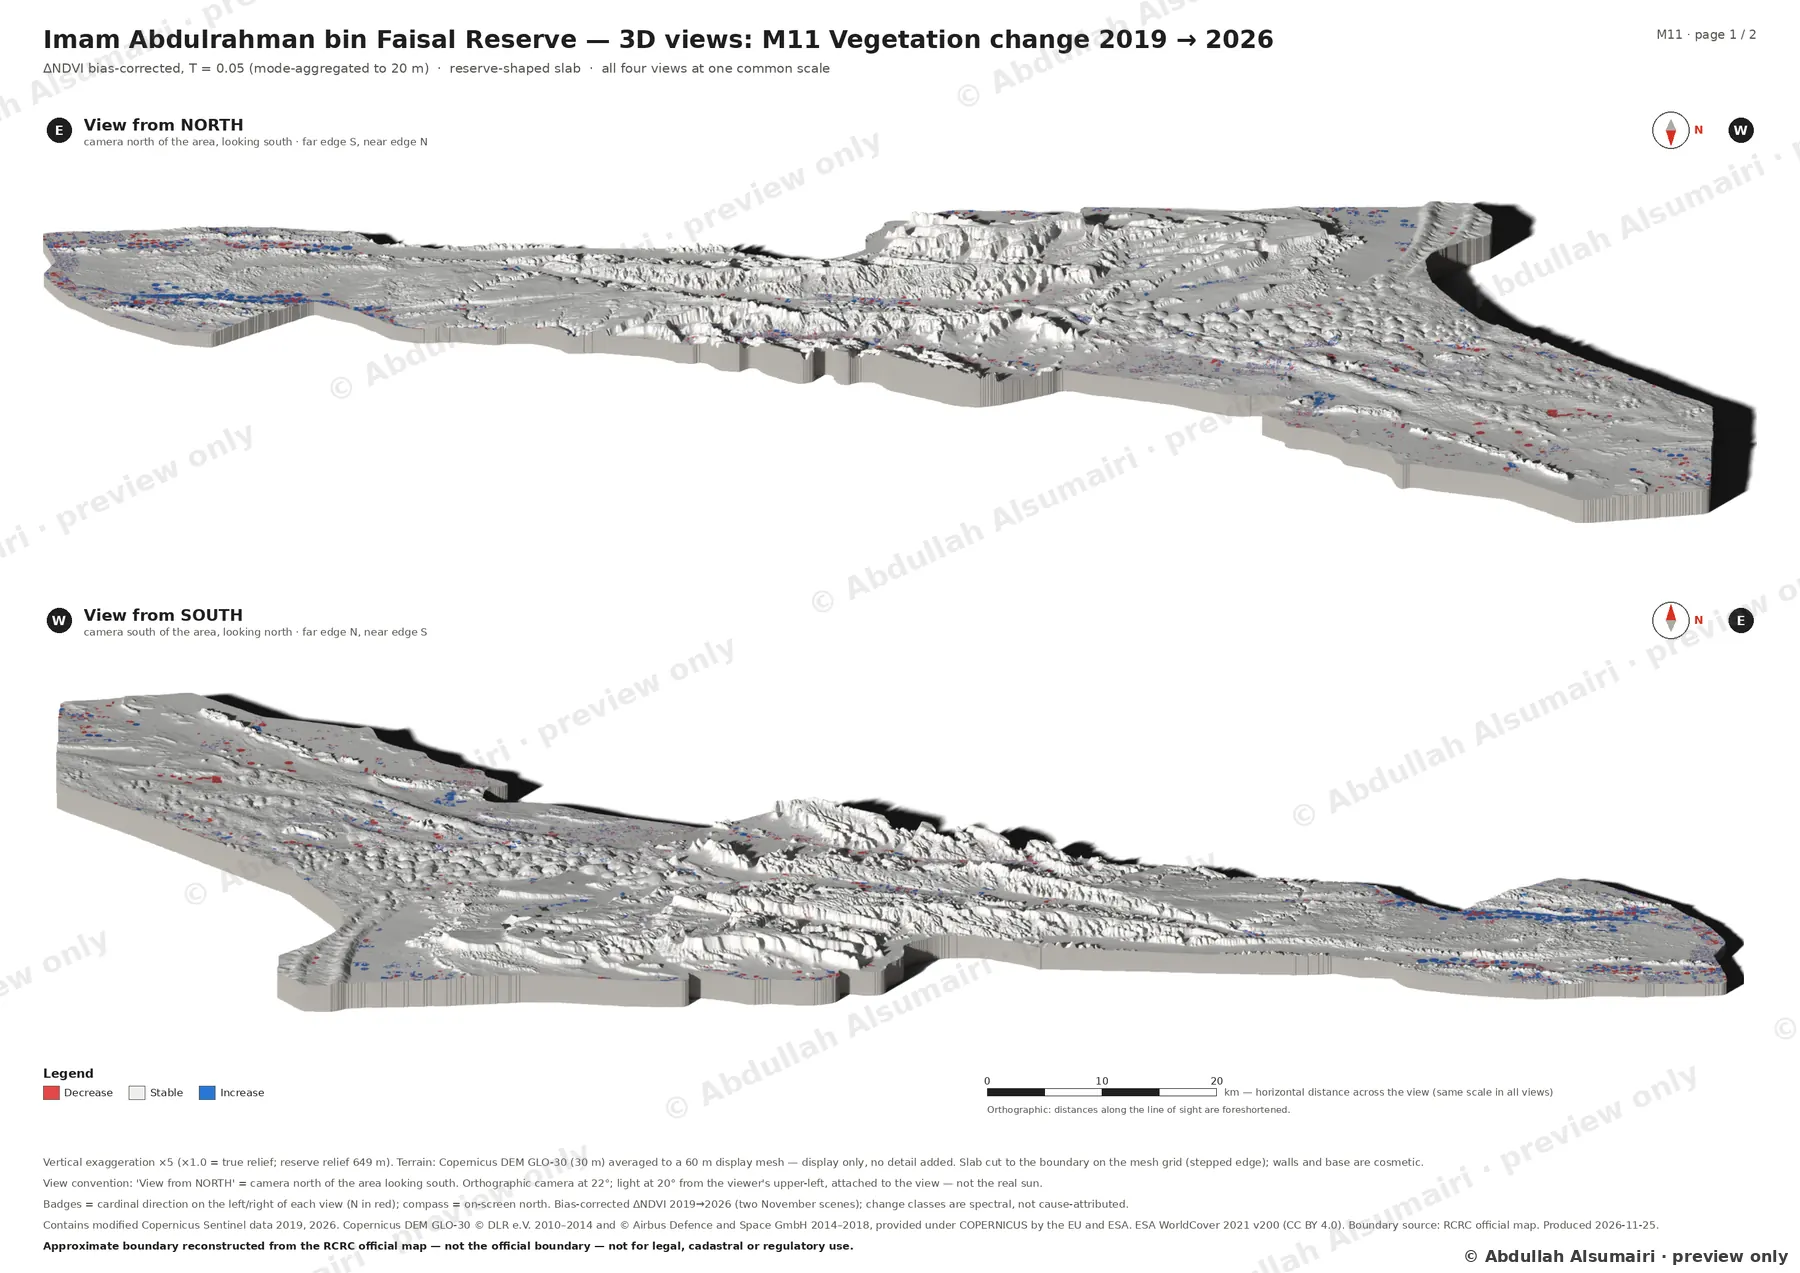 Imam Abdulrahman bin Faisal Reserve — 3D views: M11 Vegetation change 2019 → 2026
M11 · page 1 / 2
ΔNDVI bias-corrected, T = 0.05 (mode-aggregated to 20 m) · reserve-shaped slab · all four views at one common scale
E
View from NORTH
camera north of the area, looking south · far edge S, near edge N
N
W
W
View from SOUTH
camera south of the area, looking north · far edge N, near edge S
N
E
Legend
Decrease
Stable
Increase
0 10 20
km — horizontal distance across the view (same scale in all views)
Orthographic: distances along the line of sight are foreshortened.
Vertical exaggeration ×5 (×1.0 = true relief; reserve relief 649 m). Terrain: Copernicus DEM GLO-30 (30 m) averaged to a 60 m display mesh — display only, no detail added. Slab cut to the boundary on the mesh grid (stepped edge); walls and base are cosmetic.
View convention: 'View from NORTH' = camera north of the area looking south. Orthographic camera at 22°; light at 20° from the viewer's upper-left, attached to the view — not the real sun.
Badges = cardinal direction on the left/right of each view (N in red); compass = on-screen north. Bias-corrected ΔNDVI 2019→2026 (two November scenes); change classes are spectral, not cause-attributed.
Contains modified Copernicus Sentinel data 2019, 2026. Copernicus DEM GLO-30 © DLR e.V. 2010–2014 and © Airbus Defence and Space GmbH 2014–2018, provided under COPERNICUS by the EU and ESA. ESA WorldCover 2021 v200 (CC BY 4.0). Boundary source: RCRC official map. Produced 2026-11-25.
Approximate boundary reconstructed from the RCRC official map — not the official boundary — not for legal, cadastral or regulatory use.
© Abdullah Alsumairi · preview only